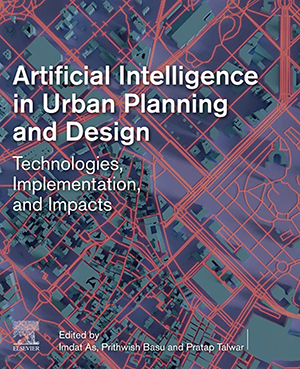 Artificial Intelligence
in Urban Planning
and Design
Technologies,
Implementation,
and Impacts
Edited by
Imdat As, Prithwish Basu and Pratap Talwar
ELSEVIER